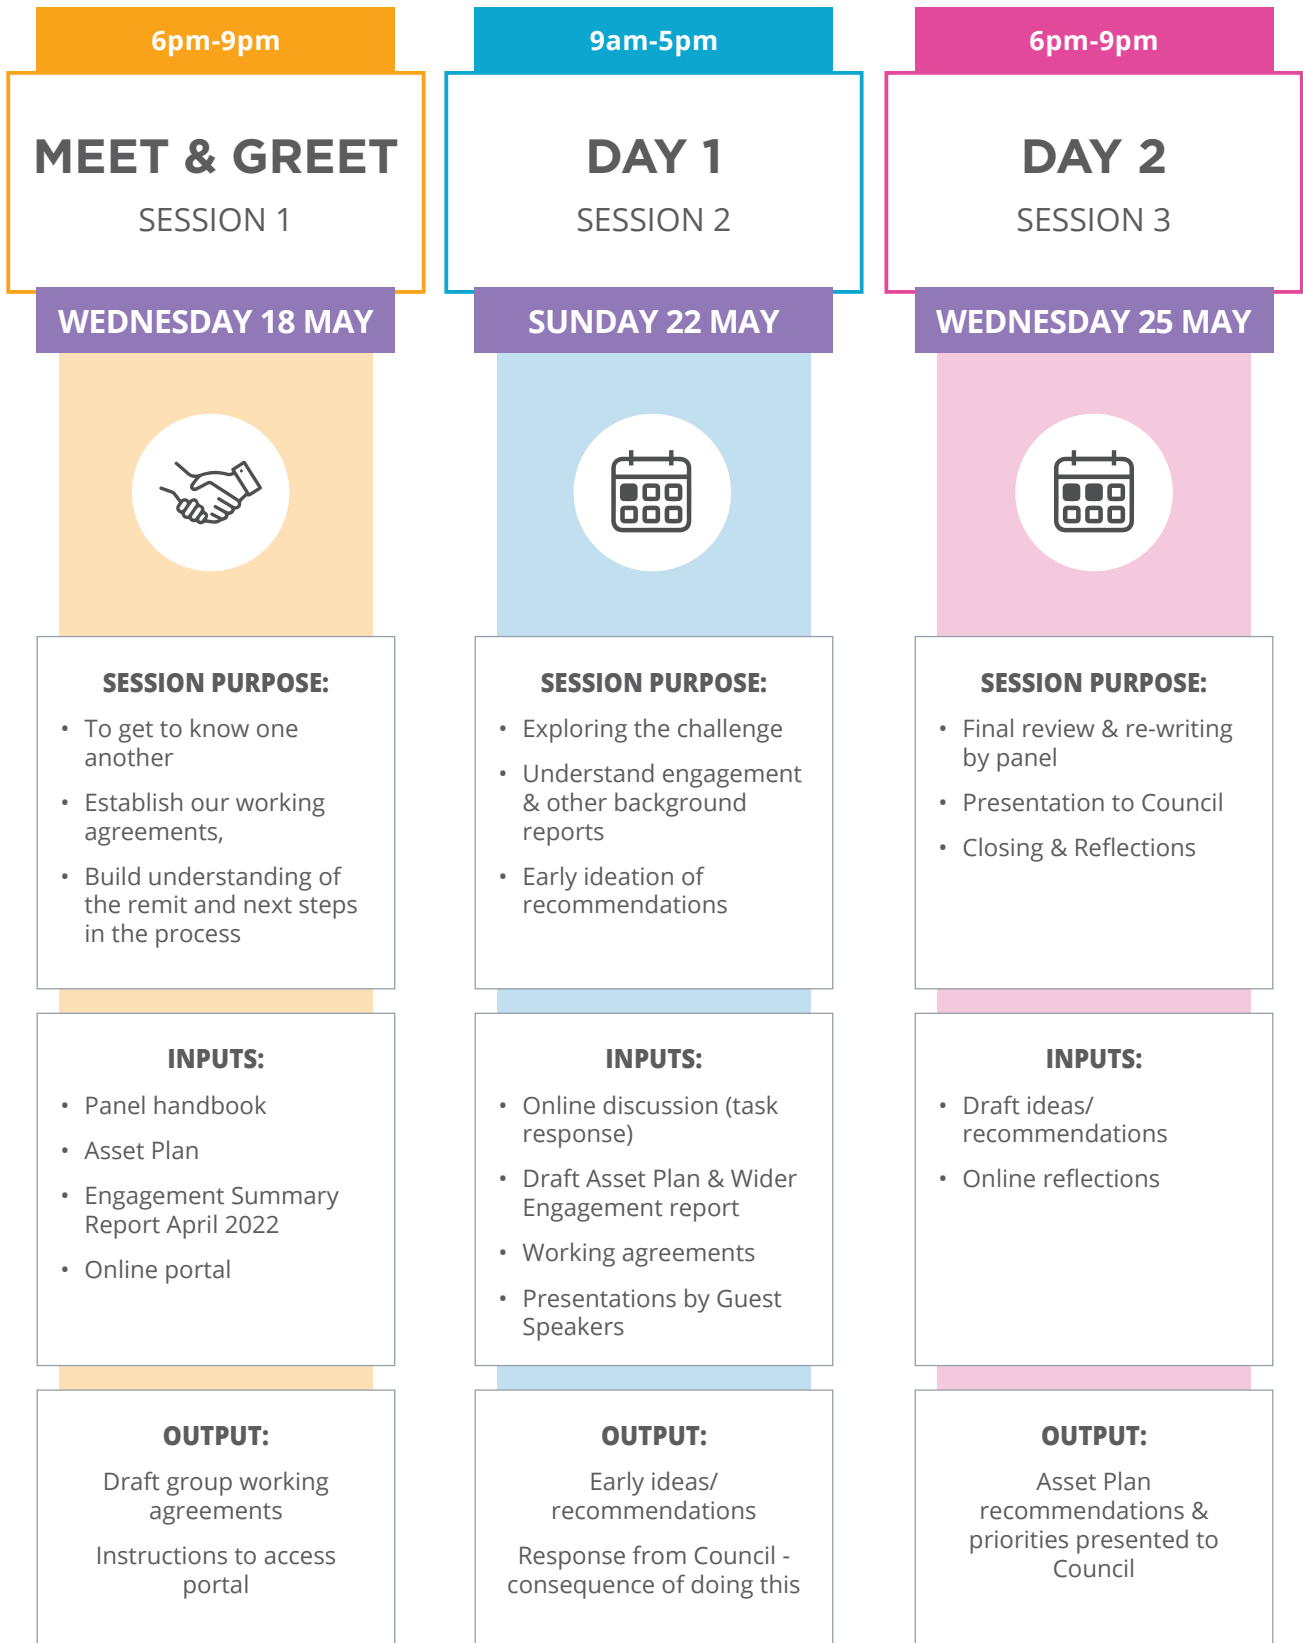 6pm-9pm
MEET & GREET
SESSION 1
WEDNESDAY 18 MAY
SESSION PURPOSE:
• To get to know one
another
• Establish our working
agreements,
• Build understanding of
the remit and next steps
in the process
INPUTS:
• Panel handbook
• Asset Plan
• Engagement Summary
Report April 2022
• Online portal
OUTPUT:
Draft group working
agreements
Instructions to access
portal
9am-5pm
DAY 1
SESSION 2
SUNDAY 22 MAY
SESSION PURPOSE:
• Exploring the challenge
• Understand engagement
& other background
reports
• Early ideation of
recommendations
INPUTS:
• Online discussion (task
response)
• Draft Asset Plan & Wider
Engagement report
• Working agreements
• Presentations by Guest
Speakers
OUTPUT:
Early ideas/
recommendations
Response from Council -
consequence of doing this
6pm-9pm
DAY 2
SESSION 3
WEDNESDAY 25 MAY
SESSION PURPOSE:
• Final review & re-writing
by panel
• Presentation to Council
• Closing & Reflections
INPUTS:
• Draft ideas/
recommendations
• Online reflections
OUTPUT:
Asset Plan
recommendations &
priorities presented to
Council